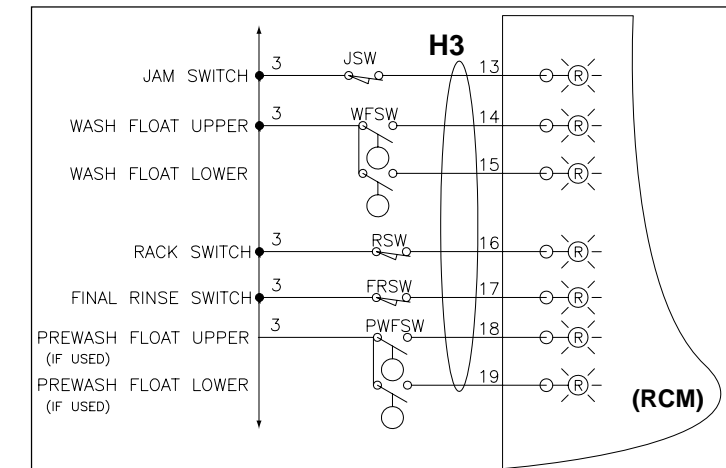 H3
JAM SWITCH 3 JSW 13 R
WASH FLOAT UPPER 3 WFSW 14 R
WASH FLOAT LOWER 15 R
RACK SWITCH 3 RSW 16 R
FINAL RINSE SWITCH 3 FRSW 17 R
PREWASH FLOAT UPPER 3 PWFSW 18 R
(IF USED)
PREWASH FLOAT LOWER 19 R
(IF USED)
(RCM)